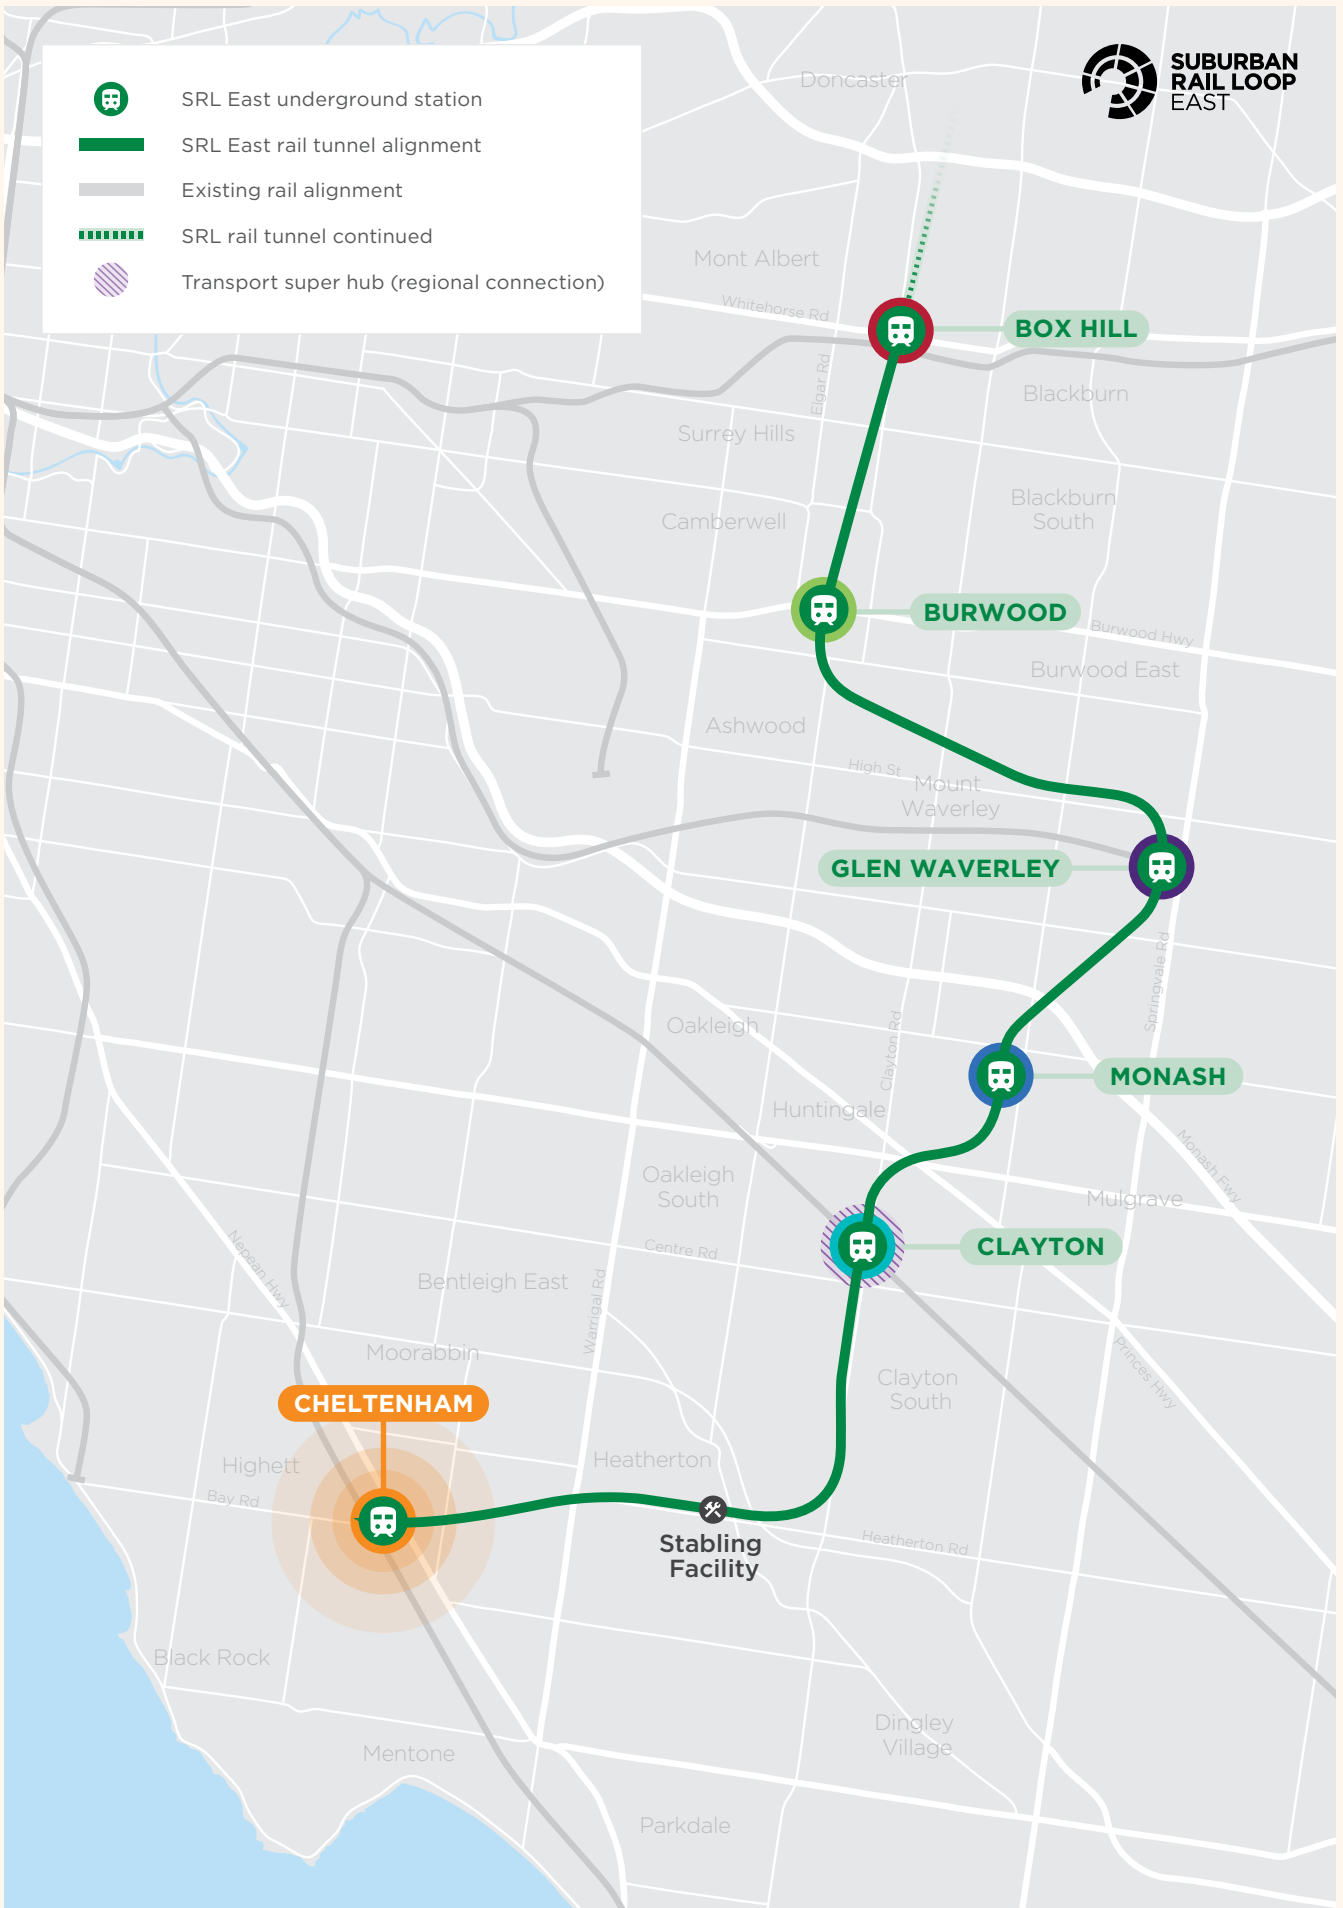 SRL East underground station
SRL East rail tunnel alignment
Existing rail alignment
SRL rail tunnel continued
Transport super hub (regional connection)
SUBURBAN
RAIL LOOP
EAST
Doncaster
Mont Albert
Whitehorse Rd
BOX HILL
Elgar Rd
Blackburn
Surrey Hills
Blackburn
South
Camberwell
BURWOOD
Burwood Hwy
Burwood East
Ashwood
High St
Mount
Waverley
GLEN WAVERLEY
Springvale Rd
Oakleigh
Clayton Rd
MONASH
Huntingale
Monash Fwy
Oakleigh
South
Mulgrave
Centre Rd
CLAYTON
Nepean Hwy
Bentleigh East
Warrigal Rd
Moorabbin
Princes Hwy
Clayton
South
CHELTENHAM
Highett
Heatherton
Bay Rd
Stabling
Facility
Heatherton Rd
Black Rock
Dingley
Village
Mentone
Parkdale